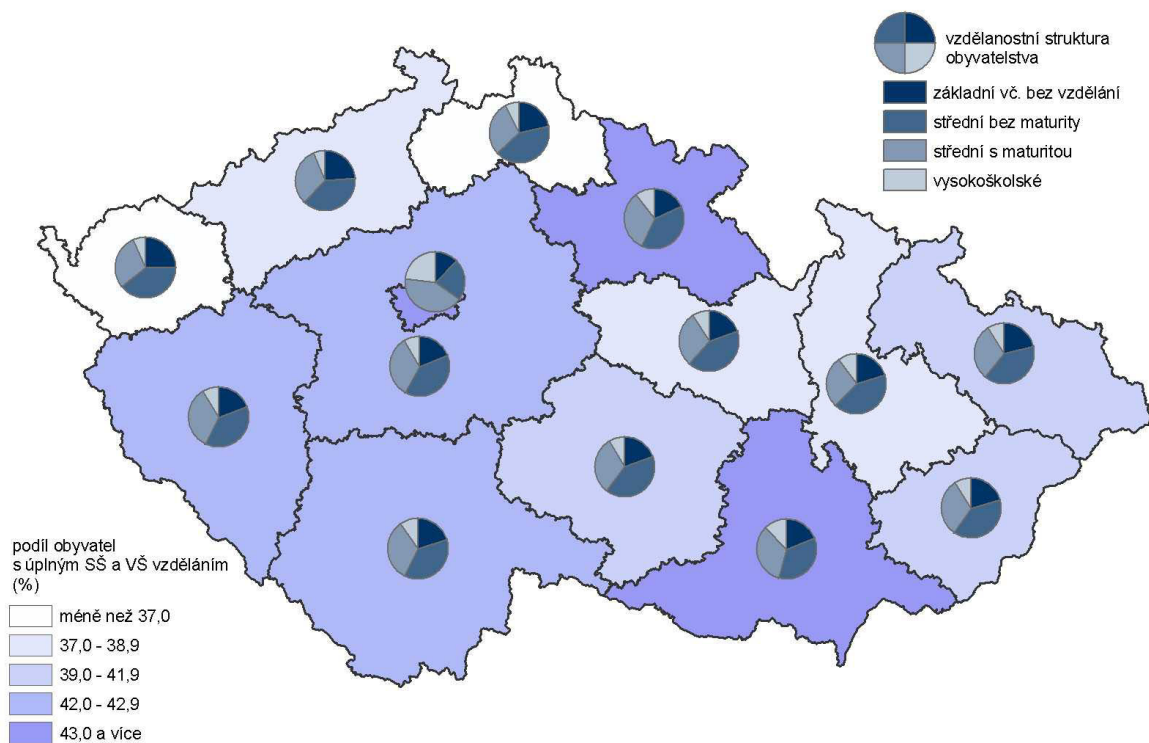 vzdělanostní struktura
obyvatelstva
základní vč. bez vzdělání
střední bez maturity
střední s maturitou
vysokoškolské
podíl obyvatel
s úplným SŠ a VŠ vzděláním
(%)
méně než 37,0
37,0 - 38,9
39,0 - 41,9
42,0 - 42,9
43,0 a více